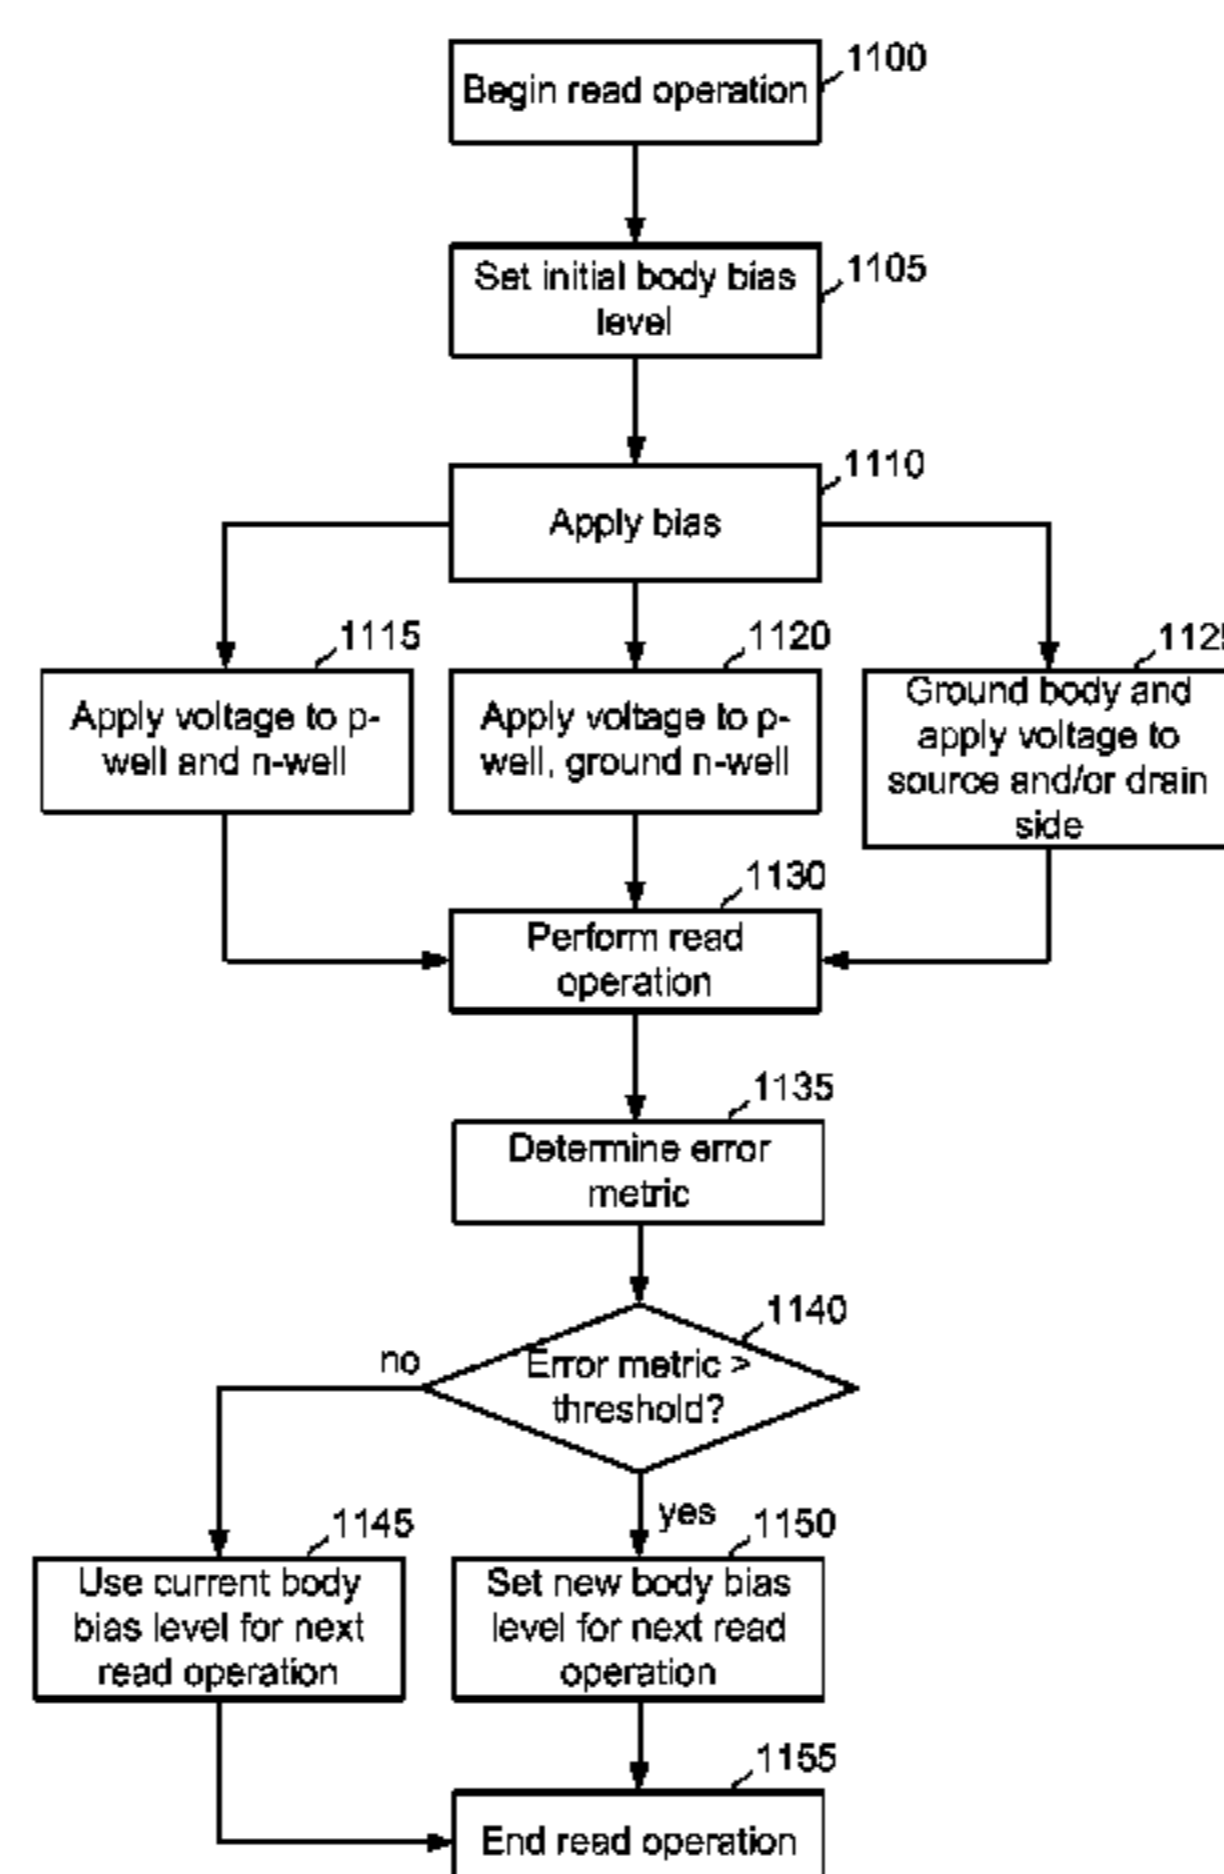 1100
Begin read operation
1105
Set initial body bias
level
1110
Apply bias
1115
Apply voltage to p-
well and n-well
1120
Apply voltage to p-
well, ground n-well
Ground body and
apply voltage to
source and/or drain
side
1130
Perform read
operation
1135
Determine error
metric
1140
Error metric >
threshold?
no
yes
1145
Use current body
bias level for next
read operation
1150
Set new body bias
level for next read
operation
1155
End read operation